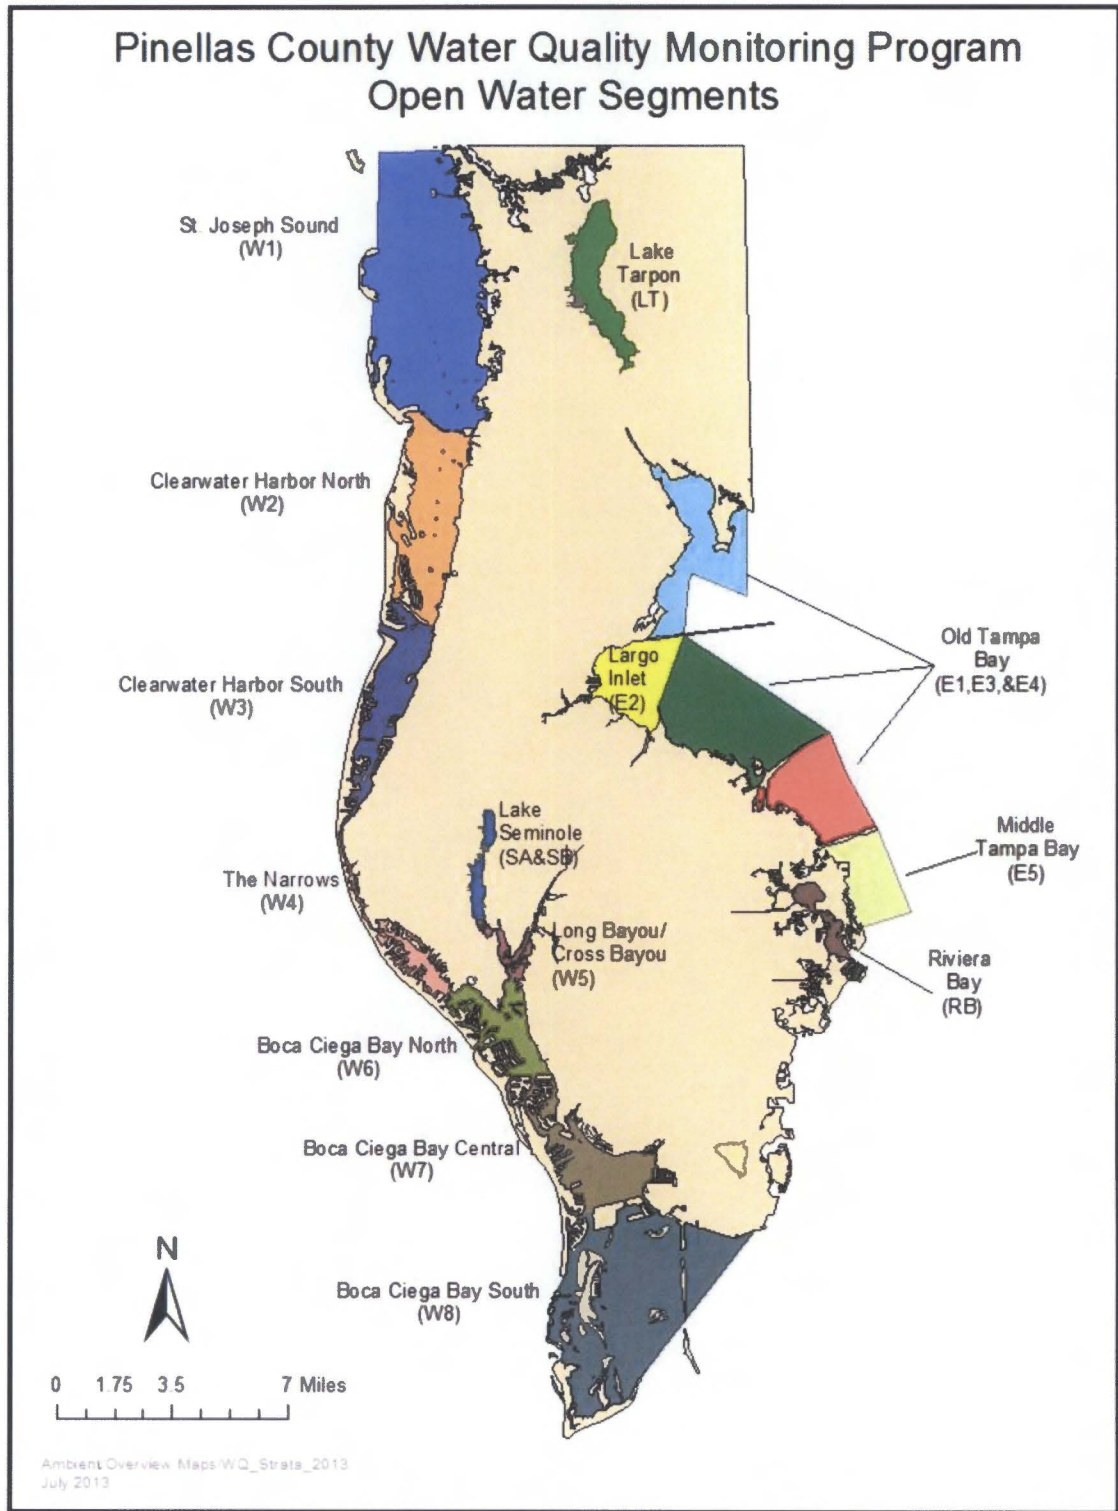 Pinellas County Water Quality Monitoring Program
Open Water Segments
St. Joseph Sound
(W1)
Lake
Tarpon
(LT)
Clearwater Harbor North
(W2)
Old Tampa
Bay
(E1,E3,&E4)
Largo
Inlet
(E2)
Clearwater Harbor South
(W3)
Lake
Seminole
(SA&SB)
Middle
Tampa Bay
(E5)
The Narrows
(W4)
Long Bayou/
Cross Bayou
(W5)
Riviera
Bay
(RB)
Boca Ciega Bay North
(W6)
Boca Ciega Bay Central
(W7)
Boca Ciega Bay South
(W8)
N
0 1.75 3.5 7 Miles
Ambient Overview Maps/WQ_Strata_2013
July 2013